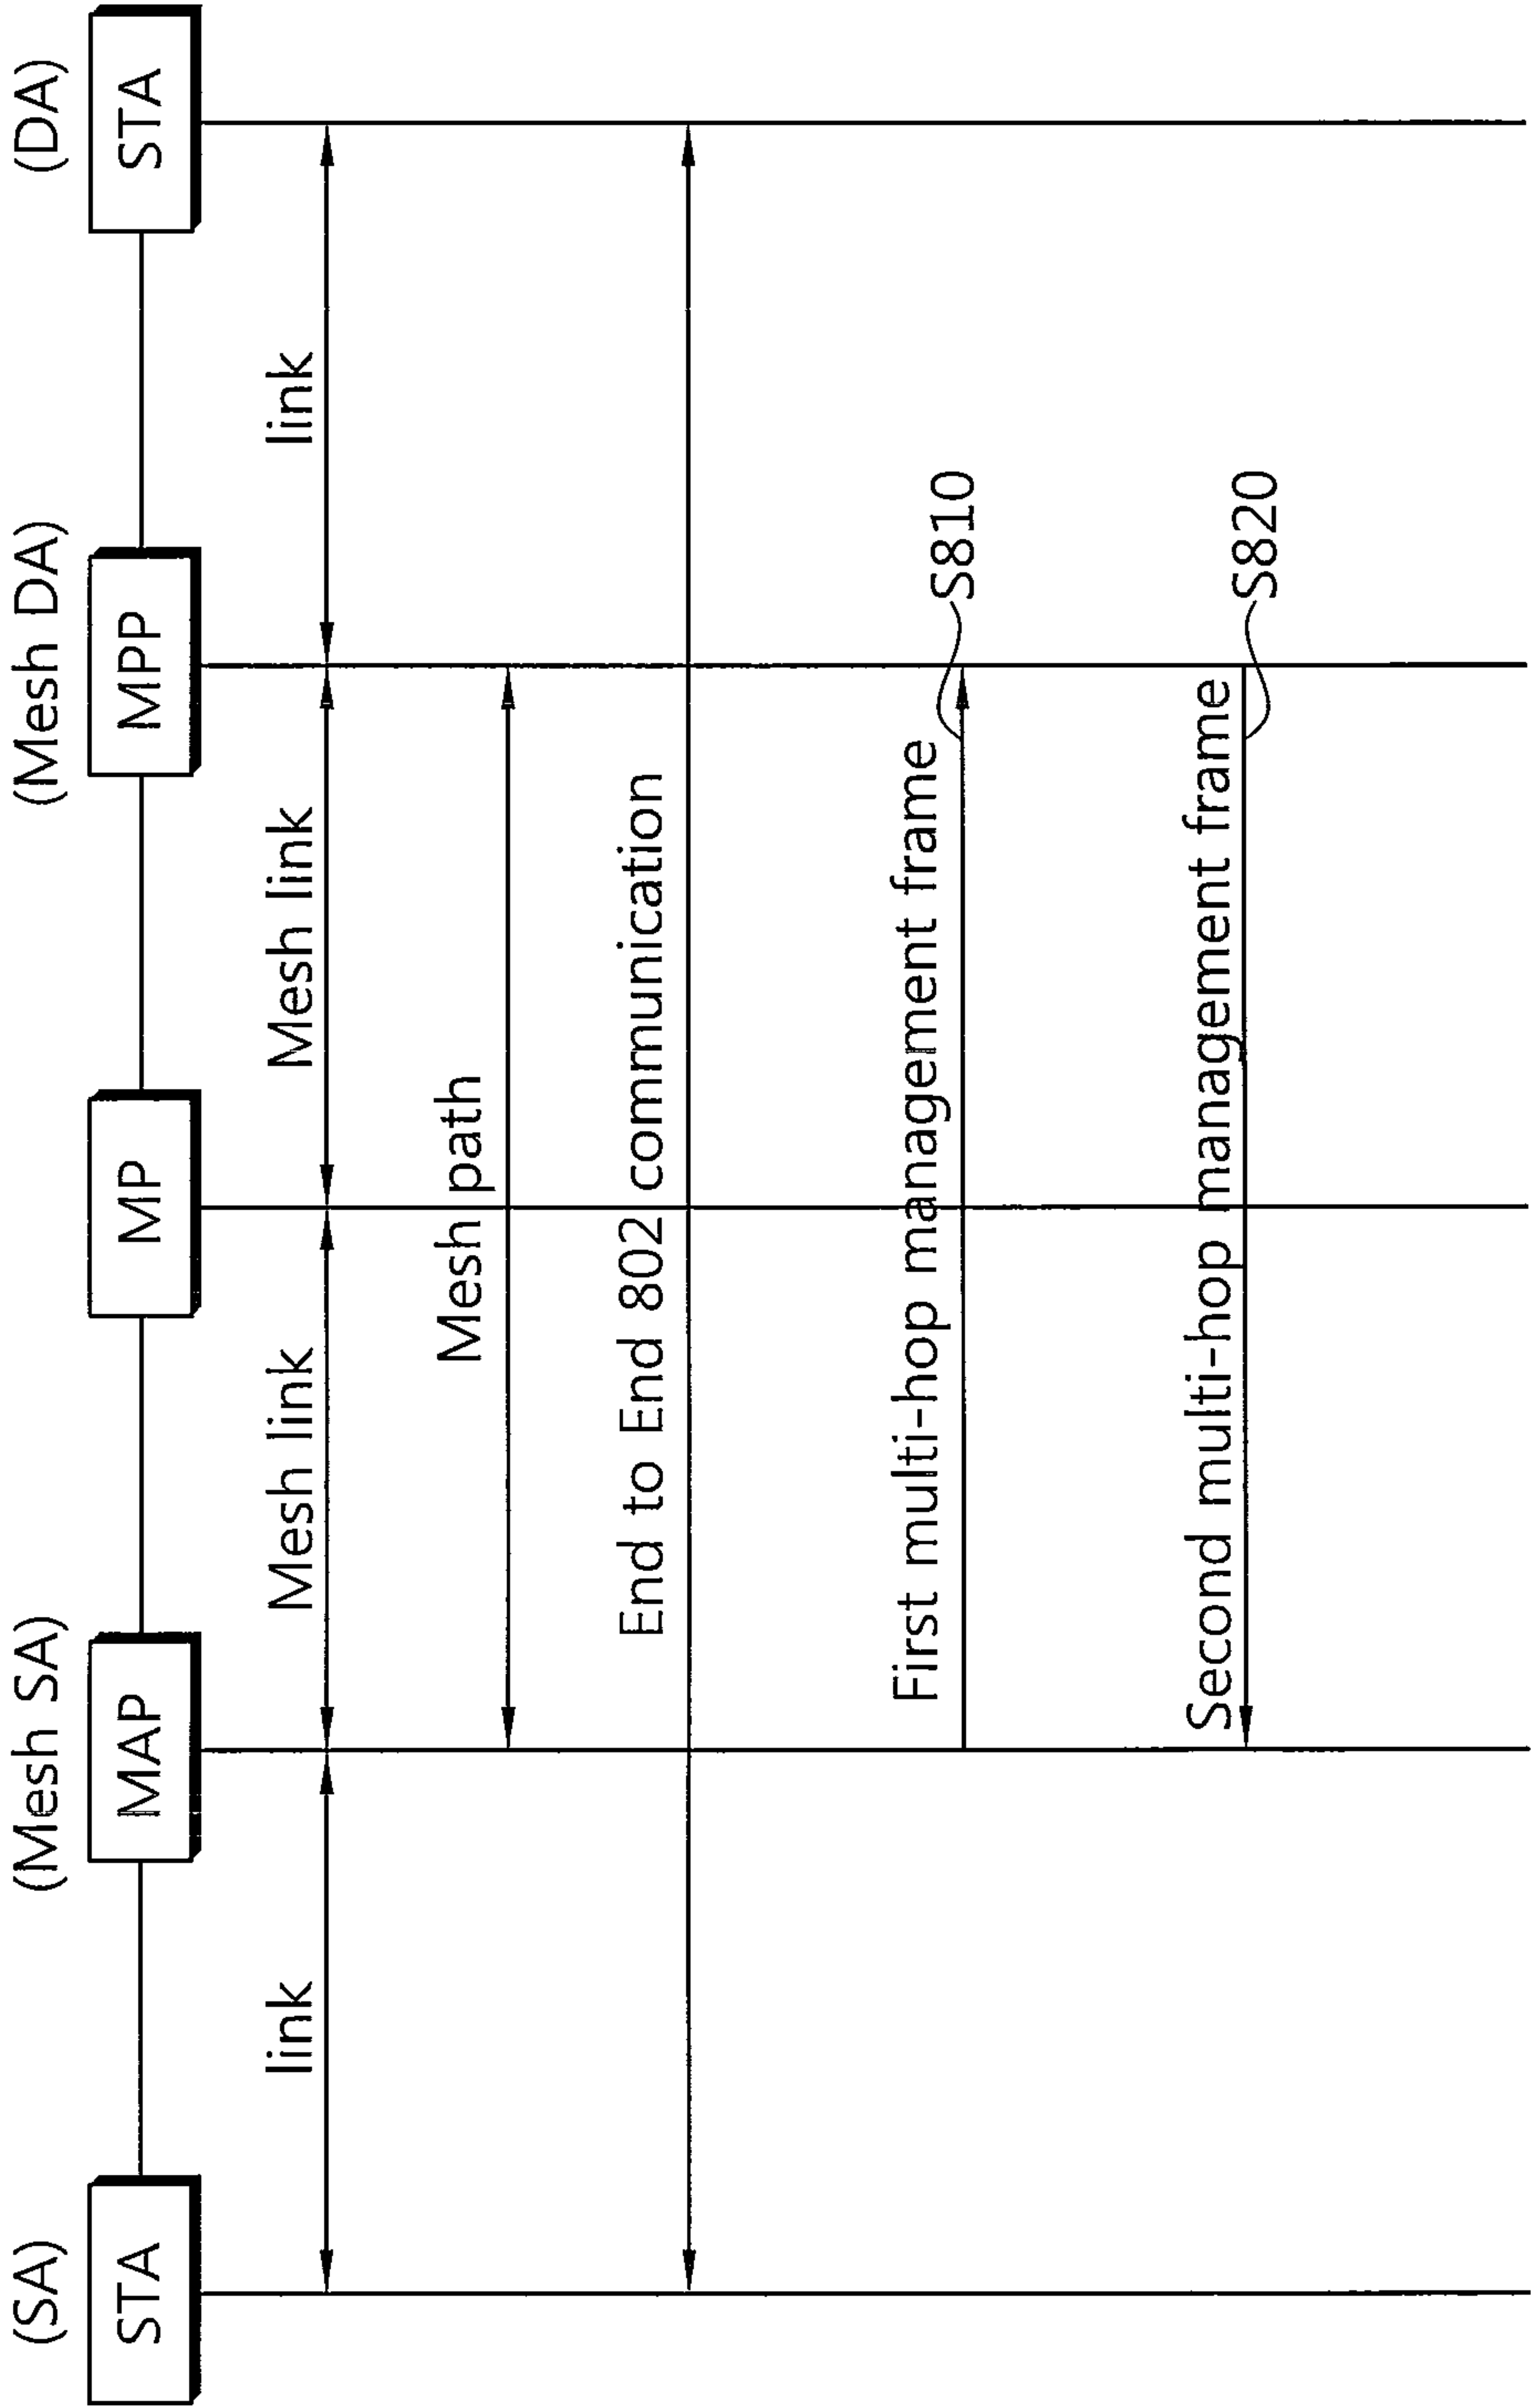 (SA)
(Mesh SA)
(Mesh DA)
(DA)
STA
MAP
MP
MPP
STA
link
Mesh link
Mesh link
link
Mesh path
End to End 802 communication
First multi-hop management frame
S810
Second multi-hop management frame
S820